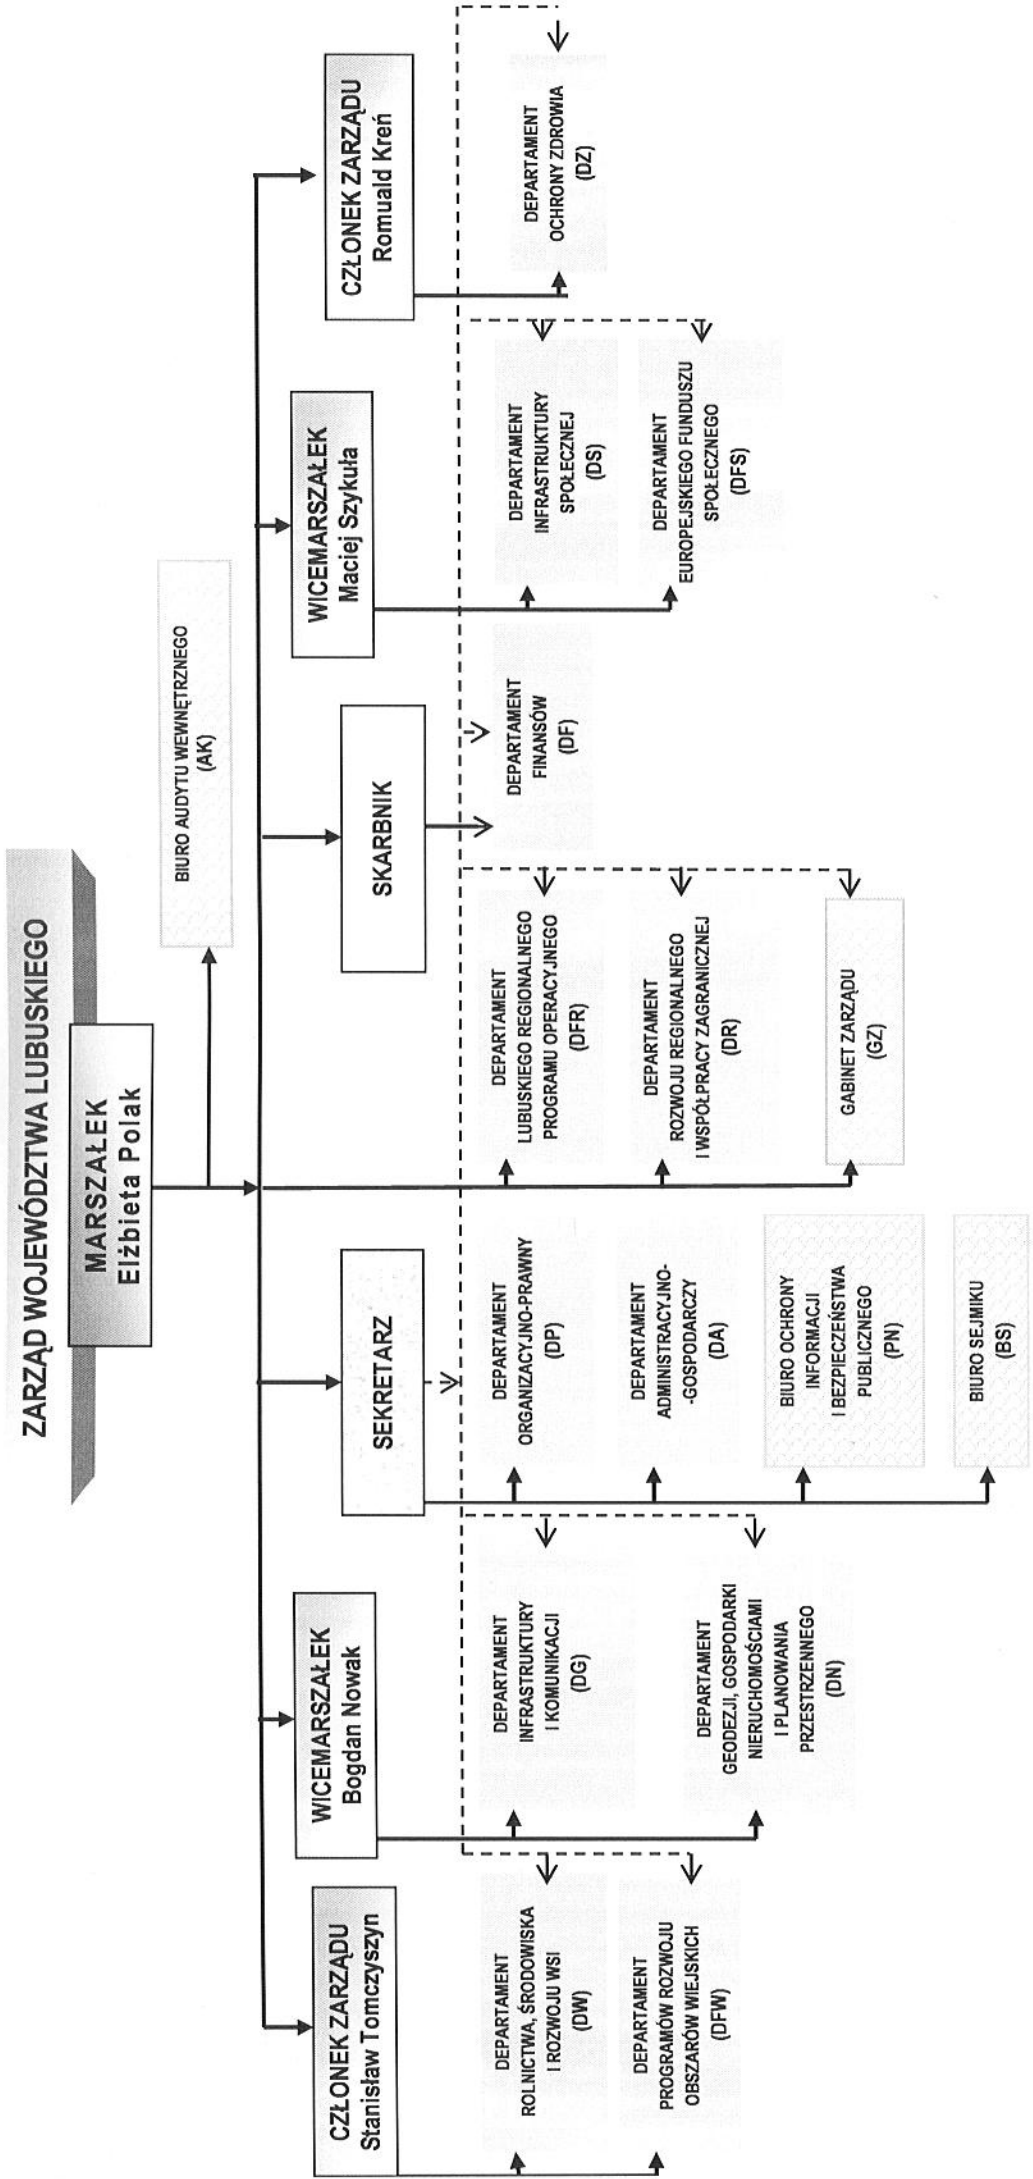 ZARZĄD WOJEWÓDZTWA LUBUSKIEGO
MARSZAŁEK
Elżbieta Polak
BIURO AUDYTU WEWNĘTRZNEGO
(AK)
CZŁONEK ZARZĄDU
Stanisław Tomczyszyn
WICEMARSZAŁEK
Bogdan Nowak
SEKRETARZ
SKARBNIK
WICEMARSZAŁEK
Maciej Szykuła
CZŁONEK ZARZĄDU
Romuald Kreń
DEPARTAMENT
ROLNICTWA, ŚRODOWISKA
I ROZWOJU WSI
(DW)
DEPARTAMENT
PROGRAMÓW ROZWOJU
OBSZARÓW WIEJSKICH
(DFW)
DEPARTAMENT
INFRASTRUKTURY
I KOMUNIKACJI
(DG)
DEPARTAMENT
GEODEZJI, GOSPODARKI
NIERUCHOMOŚCIAMI
I PLANOWANIA
PRZESTRZENNEGO
(DN)
DEPARTAMENT
ORGANIZACYJNO-PRAWNY
(DP)
DEPARTAMENT
ADMINISTRACYJNO-
-GOSPODARCZY
(DA)
BIURO OCHRONY
INFORMACJI
I BEZPIECZEŃSTWA
PUBLICZNEGO
(PN)
BIURO SEJMIKU
(BS)
DEPARTAMENT
LUBUSKIEGO REGIONALNEGO
PROGRAMU OPERACYJNEGO
(DFR)
DEPARTAMENT
ROZWOJU REGIONALNEGO
I WSPÓŁPRACY ZAGRANICZNEJ
(DR)
GABINET ZARZĄDU
(GZ)
DEPARTAMENT
FINANSÓW
(DF)
DEPARTAMENT
INFRASTRUKTURY
SPOŁECZNEJ
(DS)
DEPARTAMENT
EUROPEJSKIEGO FUNDUSZU
SPOŁECZNEGO
(DFS)
DEPARTAMENT
OCHRONY ZDROWIA
(DZ)